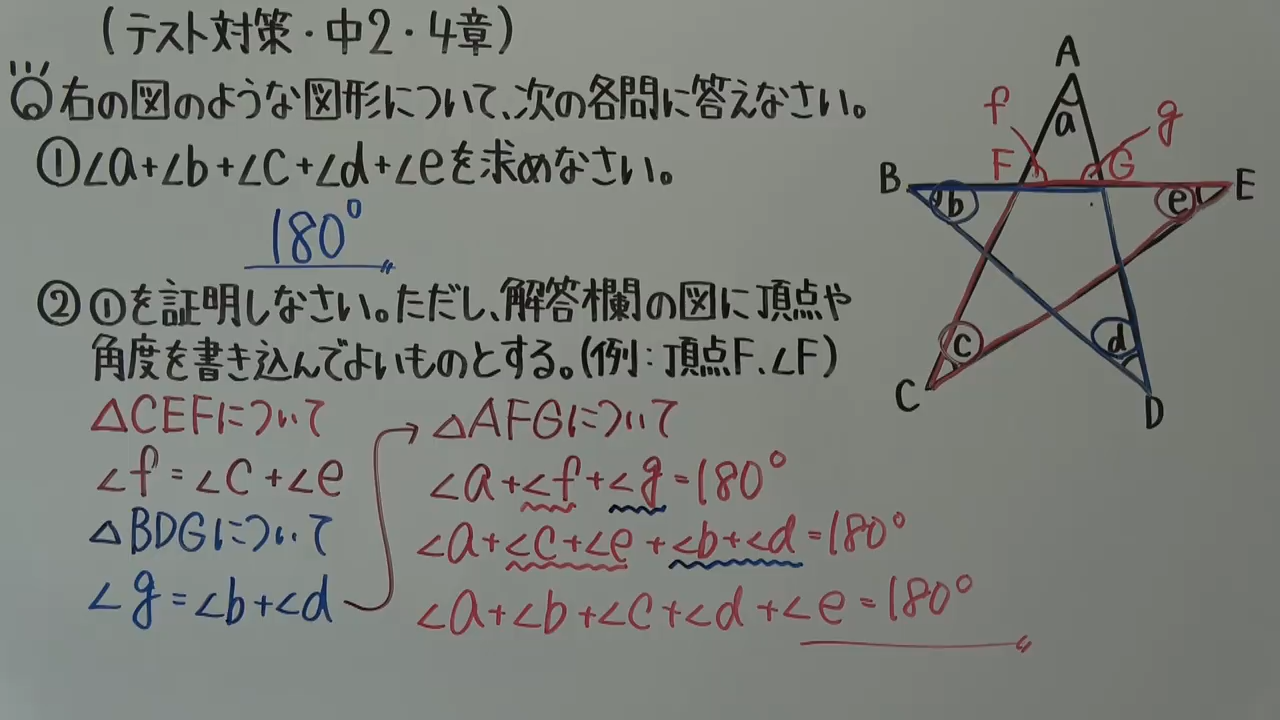 (テスト対策・中2・4章)
右の図のような図形について、次の各問に答えなさい。
①∠a+∠b+∠c+∠d+∠eを求めなさい。
180°
②①を証明しなさい。ただし、解答欄の図に頂点や
角度を書き込んでよいものとする。(例:頂点F、∠F)
△CEFについて
∠f=∠c+∠e
△BDGについて
∠g=∠b+∠d
△AFGについて
∠a+∠f+∠g=180°
∠a+∠c+∠e+∠b+∠d=180°
∠a+∠b+∠c+∠d+∠e=180°
A
f
a
g
F
G
B
b
e
E
c
d
C
D